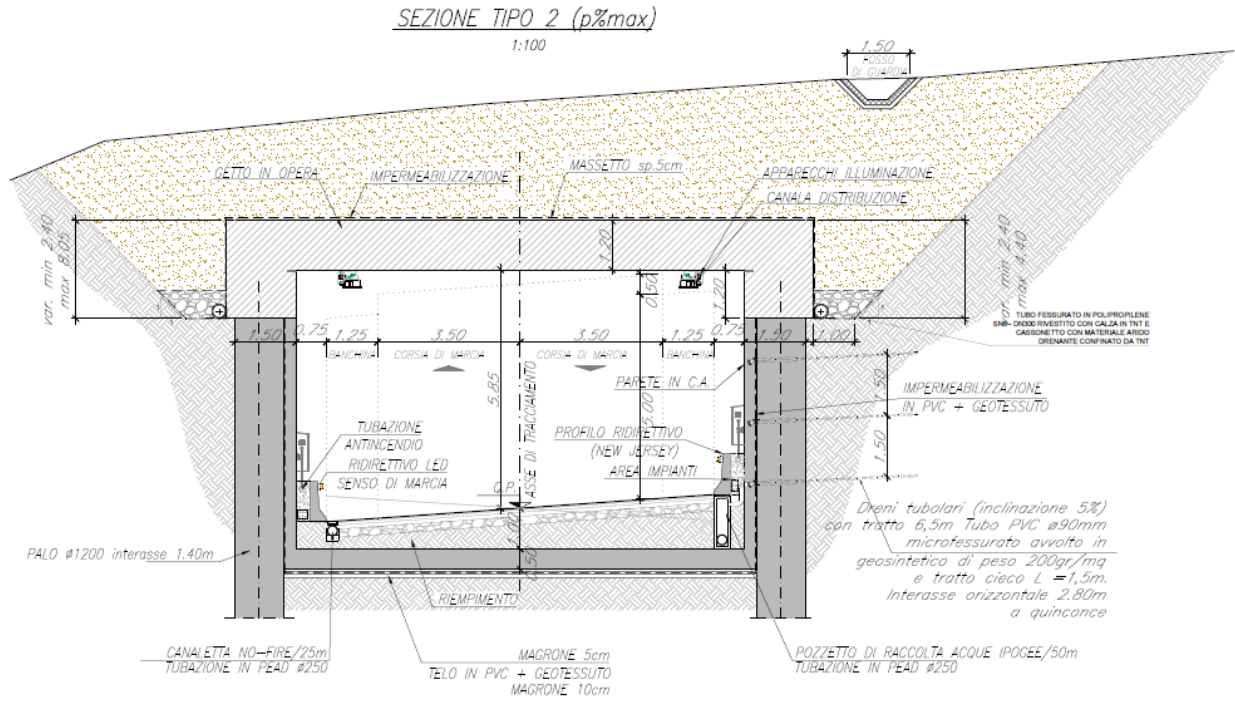 SEZIONE TIPO 2 (p%max)
1:100
1.50
FOSSO
DI GUARDIA
GETTO IN OPERA
IMPERMEABILIZZAZIONE
MASSETTO sp.5cm
APPARECCHI ILLUMINAZIONE
CANALA DISTRIBUZIONE
var. min 2.40
max 8.05
1.20
0.50
1.20
var. min 2.40
max 4.40
TUBO FESSURATO IN POLIPROPILENE
SN8- DN300 RIVESTITO CON CALZA IN TNT E
CASSONETTO CON MATERIALE ARIDO
DRENANTE CONFINATO DA TNT
1.50
0.75
1.25
3.50
3.50
1.25
0.75
1.50
1.00
BANCHINA
CORSIA DI MARCIA
CORSIA DI MARCIA
BANCHINA
5.85
ASSE DI TRACCIAMENTO
5.00
PARETE IN C.A.
1.50
1.50
IMPERMEABILIZZAZIONE
IN PVC + GEOTESSUTO
TUBAZIONE
ANTINCENDIO
RIDIRETTIVO LED
SENSO DI MARCIA
PROFILO RIDIRETTIVO
(NEW JERSEY)
AREA IMPIANTI
Q.P.
1.00
0.50
Dreni tubolari (inclinazione 5%)
con tratto 6,5m Tubo PVC ø90mm
microfessurato avvolto in
geosintetico di peso 200gr/mq
e tratto cieco L =1,5m.
Interasse orizzontale 2.80m
a quinconce
PALO ø1200 interasse 1.40m
RIEMPIMENTO
CANALETTA NO-FIRE/25m
TUBAZIONE IN PEAD ø250
MAGRONE 5cm
TELO IN PVC + GEOTESSUTO
MAGRONE 10cm
POZZETTO DI RACCOLTA ACQUE IPOGEE/50m
TUBAZIONE IN PEAD ø250